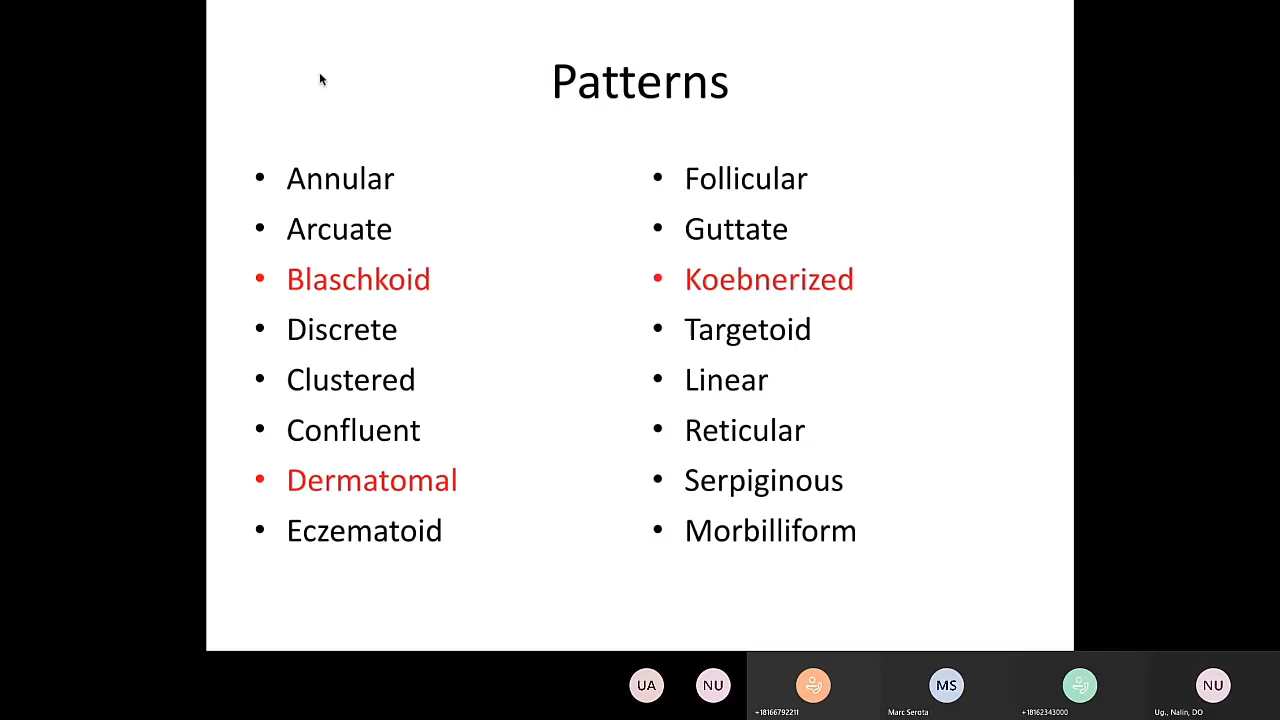 Patterns
• Annular
• Arcuate
• Blaschkoid
• Discrete
• Clustered
• Confluent
• Dermatomal
• Eczematoid
• Follicular
• Guttate
• Koebnerized
• Targetoid
• Linear
• Reticular
• Serpiginous
• Morbilliform
UA
NU
MS
NU
+18166792211
Marc Serota
+18162343000
Ug., Nalin, DO